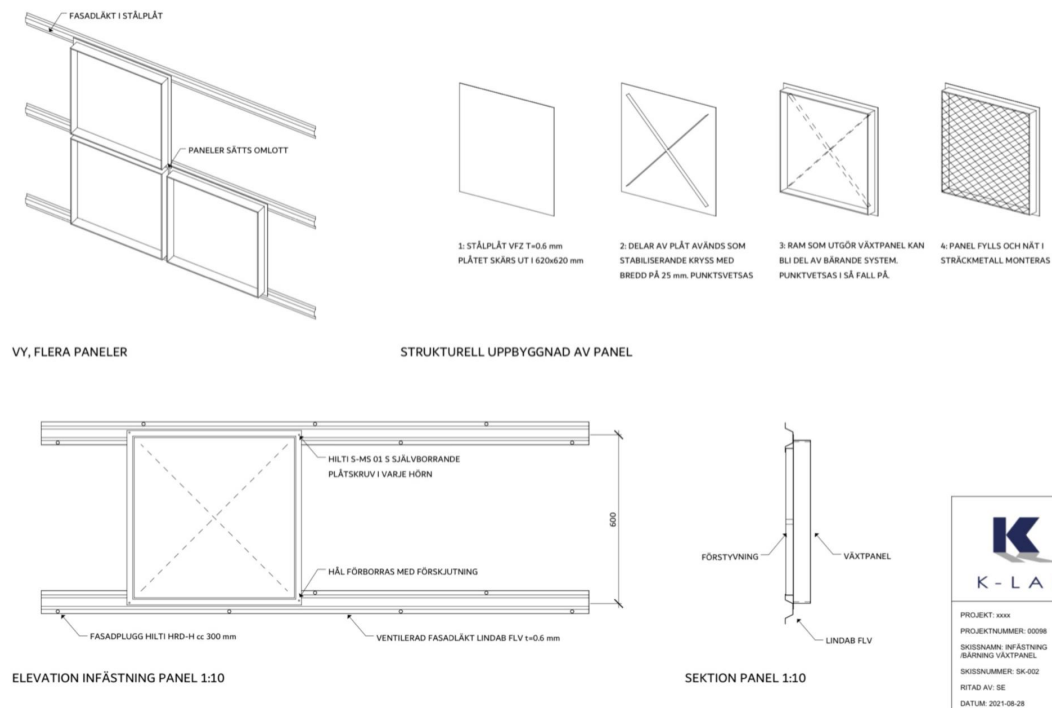 FASADLÄKT I STÅLPLÅT
PANELER SÄTTS OMLOTT
VY, FLERA PANELER
1: STÅLPLÅT VFZ T=0.6 mm
PLÅTET SKÄRS UT I 620x620 mm
2: DELAR AV PLÅT AVÄNDS SOM
STABILISERANDE KRYSS MED
BREDD PÅ 25 mm. PUNKTSVETSAS
3: RAM SOM UTGÖR VÄXTPANEL KAN
BLI DEL AV BÄRANDE SYSTEM.
PUNKTVETSAS I SÅ FALL PÅ.
4: PANEL FYLLS OCH NÄT I
STRÄCKMETALL MONTERAS
STRUKTURELL UPPBYGGNAD AV PANEL
HILTI S-MS 01 S SJÄLVBORRANDE
PLÅTSKRUV I VARJE HÖRN
600
HÅL FÖRBORRAS MED FÖRSKJUTNING
FASADPLUGG HILTI HRD-H cc 300 mm
VENTILERAD FASADLÄKT LINDAB FLV t=0.6 mm
ELEVATION INFÄSTNING PANEL 1:10
FÖRSTYVNING
VÄXTPANEL
LINDAB FLV
SEKTION PANEL 1:10
K - L A
PROJEKT: xxxx
PROJEKTNUMMER: 00098
SKISSNAMN: INFÄSTNING
/BÄRNING VÄXTPANEL
SKISSNUMMER: SK-002
RITAD AV: SE
DATUM: 2021-08-28